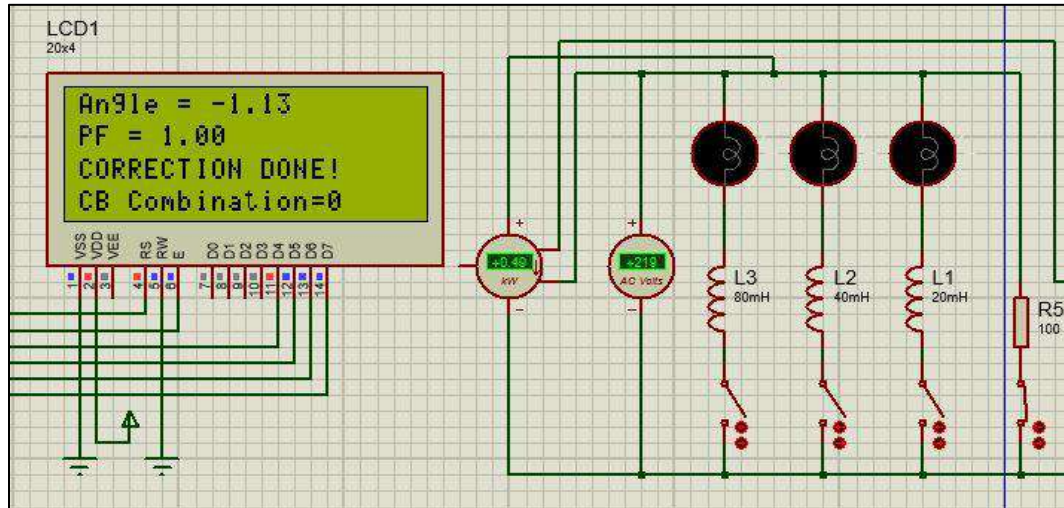 LCD1
20x4
Angle = -1.13
PF = 1.00
CORRECTION DONE!
CB Combination=0
VSS
VDD
VEE
RS
RW
E
D0
D1
D2
D3
D4
D5
D6
D7
1
2
3
4
5
6
7
8
9
10
11
12
13
14
+
+0.49
kW
-
+
+219
AC Volts
-
L3
80mH
L2
40mH
L1
20mH
R5
100